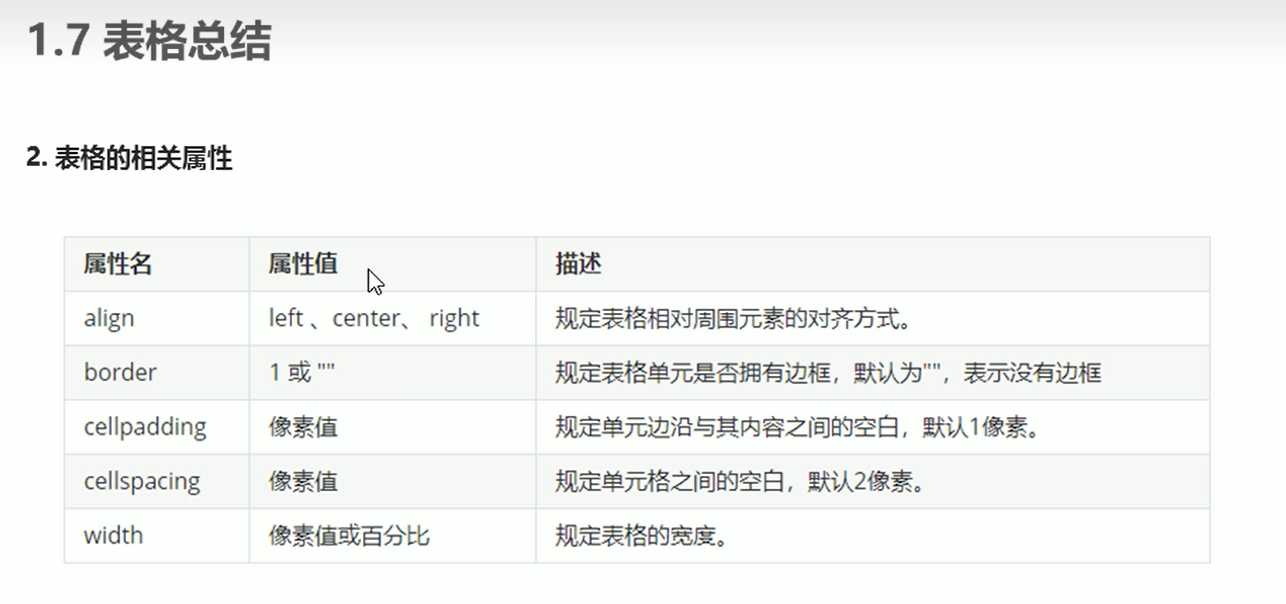 1.7 表格总结
2. 表格的相关属性
属性名 属性值 描述
align left 、center、 right 规定表格相对周围元素的对齐方式。
border 1 或 "" 规定表格单元是否拥有边框，默认为""，表示没有边框
cellpadding 像素值 规定单元边沿与其内容之间的空白，默认1像素。
cellspacing 像素值 规定单元格之间的空白，默认2像素。
width 像素值或百分比 规定表格的宽度。